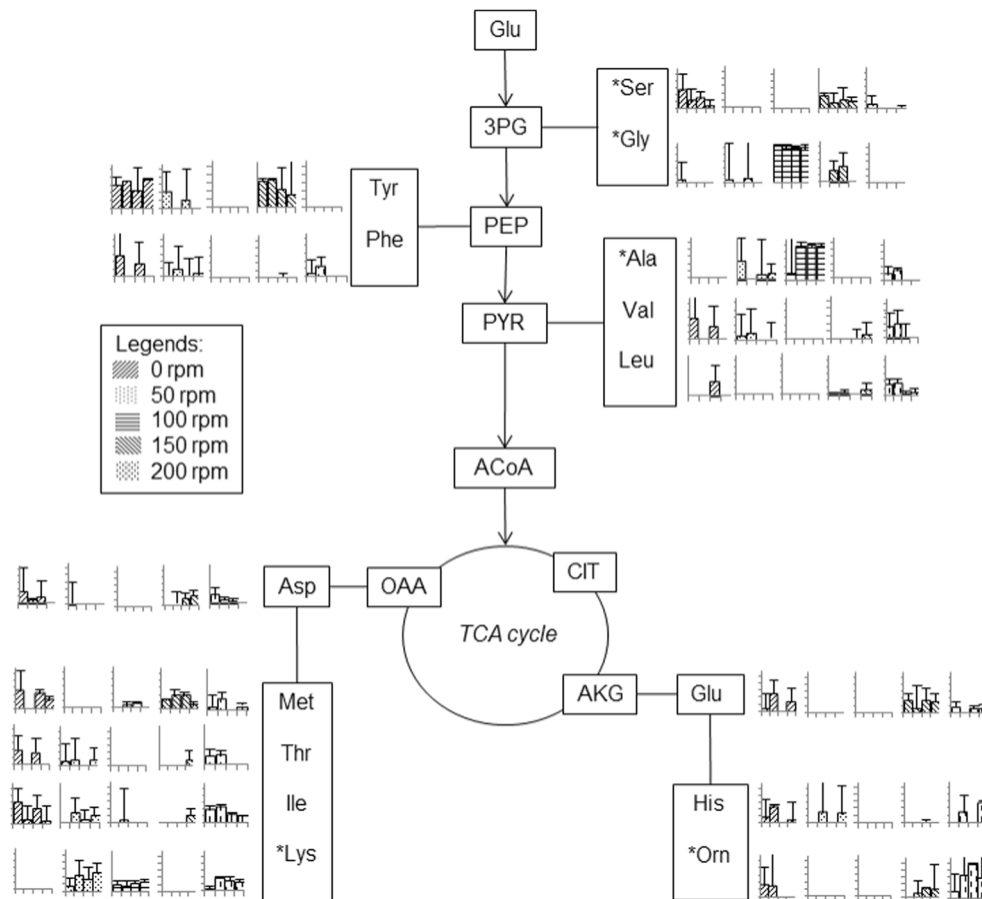 Glu
*Ser
3PG
*Gly
Tyr
Phe
PEP
*Ala
Val
Leu
PYR
Legends:
0 rpm
50 rpm
100 rpm
150 rpm
200 rpm
ACoA
Asp
OAA
CIT
TCA cycle
AKG
Glu
Met
Thr
Ile
*Lys
His
*Orn